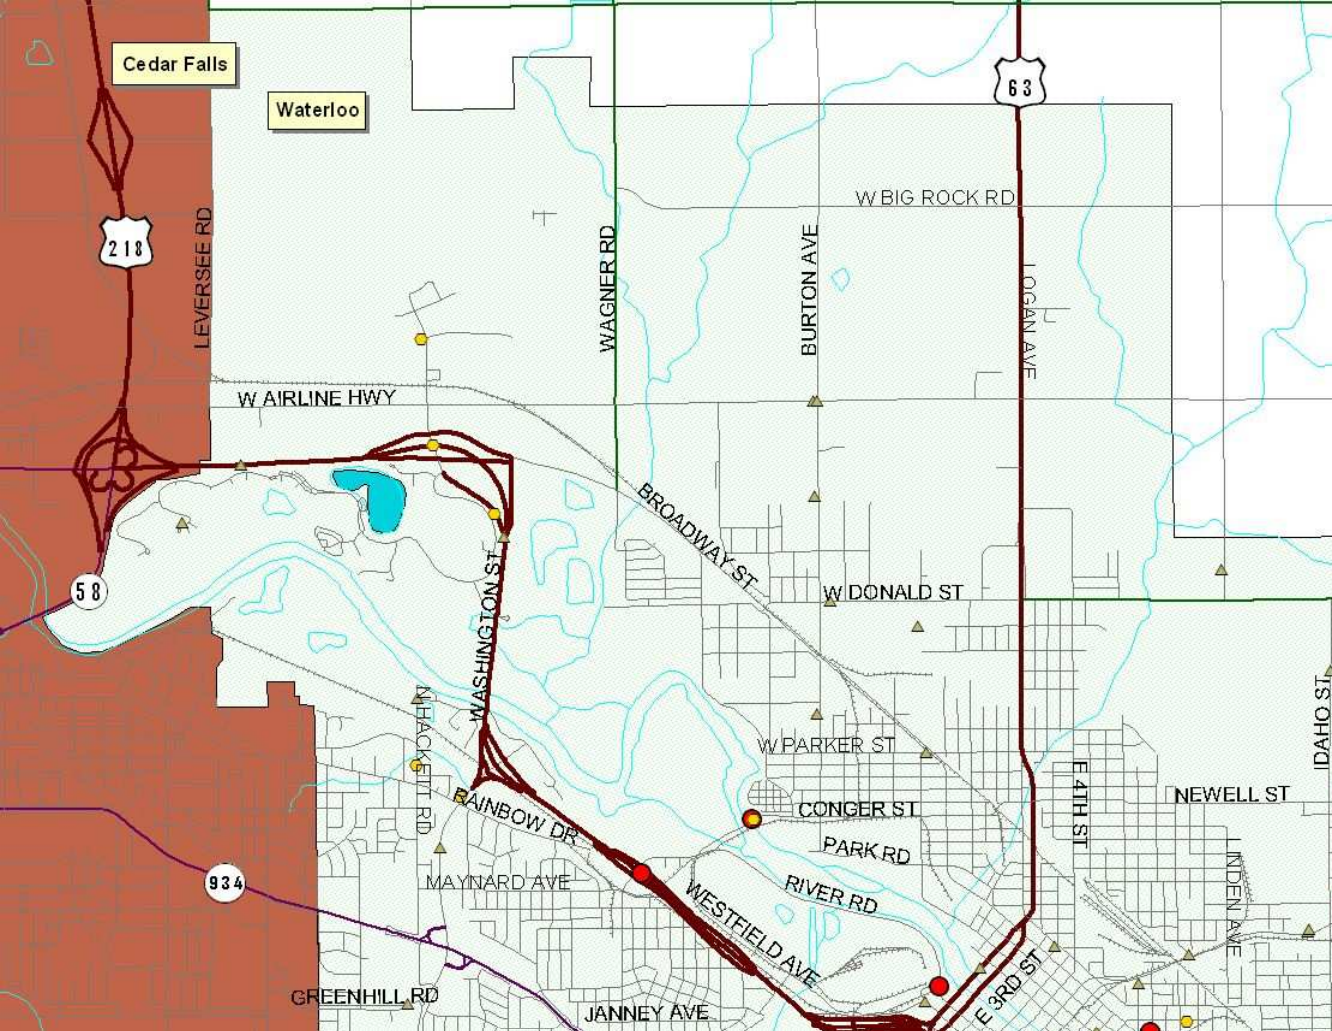 Cedar Falls
Waterloo
63
W BIG ROCK RD
218
LEVERSEE RD
WAGNER RD
BURTON AVE
LOGAN AVE
W AIRLINE HWY
BROADWAY ST
58
W DONALD ST
WASHINGTON ST
N HACKETT RD
IDAHO ST
W PARKER ST
E 4TH ST
NEWELL ST
RAINBOW DR
CONGER ST
PARK RD
LINDEN AVE
934
MAYNARD AVE
RIVER RD
WESTFIELD AVE
GREENHILL RD
E 3RD ST
JANNEY AVE